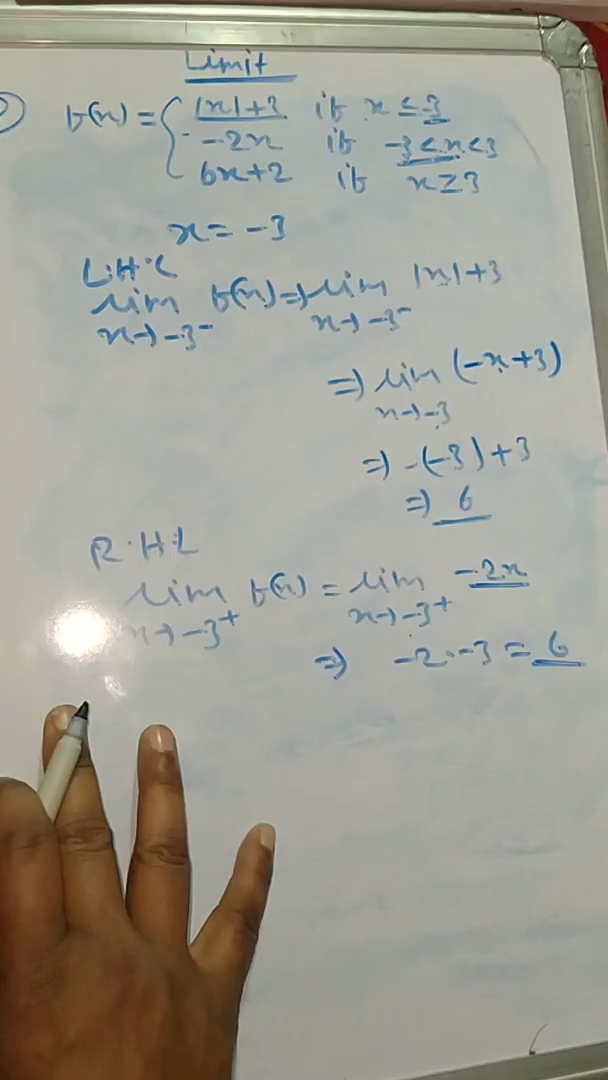 Limit
f(x) = { |x|+3 if x ≤ -3
-2x if -3 < x < 3
6x+2 if x ≥ 3
x = -3
L.H.L
lim x→-3⁻ f(x) ⇒ lim x→-3⁻ |x|+3
⇒ lim x→-3 (-x+3)
⇒ -(-3)+3
⇒ 6
R.H.L
lim x→-3⁺ f(x) = lim x→-3⁺ -2x
⇒ -2·-3 = 6